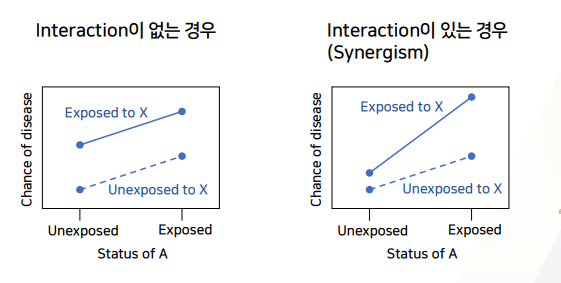 Interaction이 없는 경우
Chance of disease
Exposed to X
Unexposed to X
Unexposed
Exposed
Status of A
Interaction이 있는 경우
(Synergism)
Chance of disease
Exposed to X
Unexposed to X
Unexposed
Exposed
Status of A